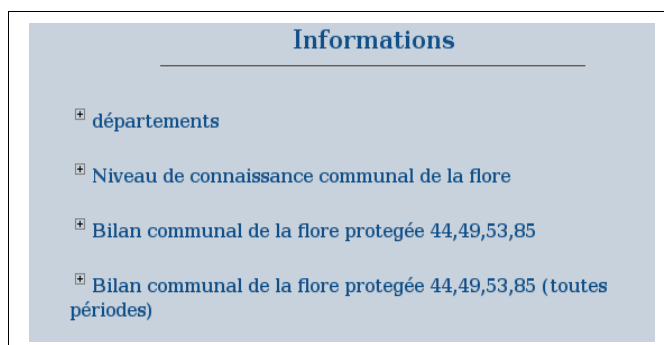 Informations
départements
Niveau de connaissance communal de la flore
Bilan communal de la flore protegée 44,49,53,85
Bilan communal de la flore protegée 44,49,53,85 (toutes
périodes)